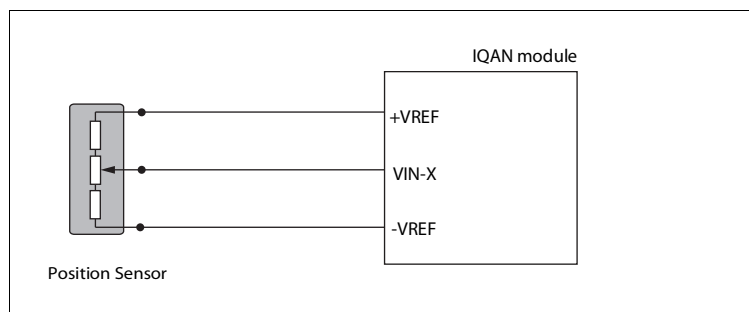 IQAN module
+VREF
VIN-X
-VREF
Position Sensor